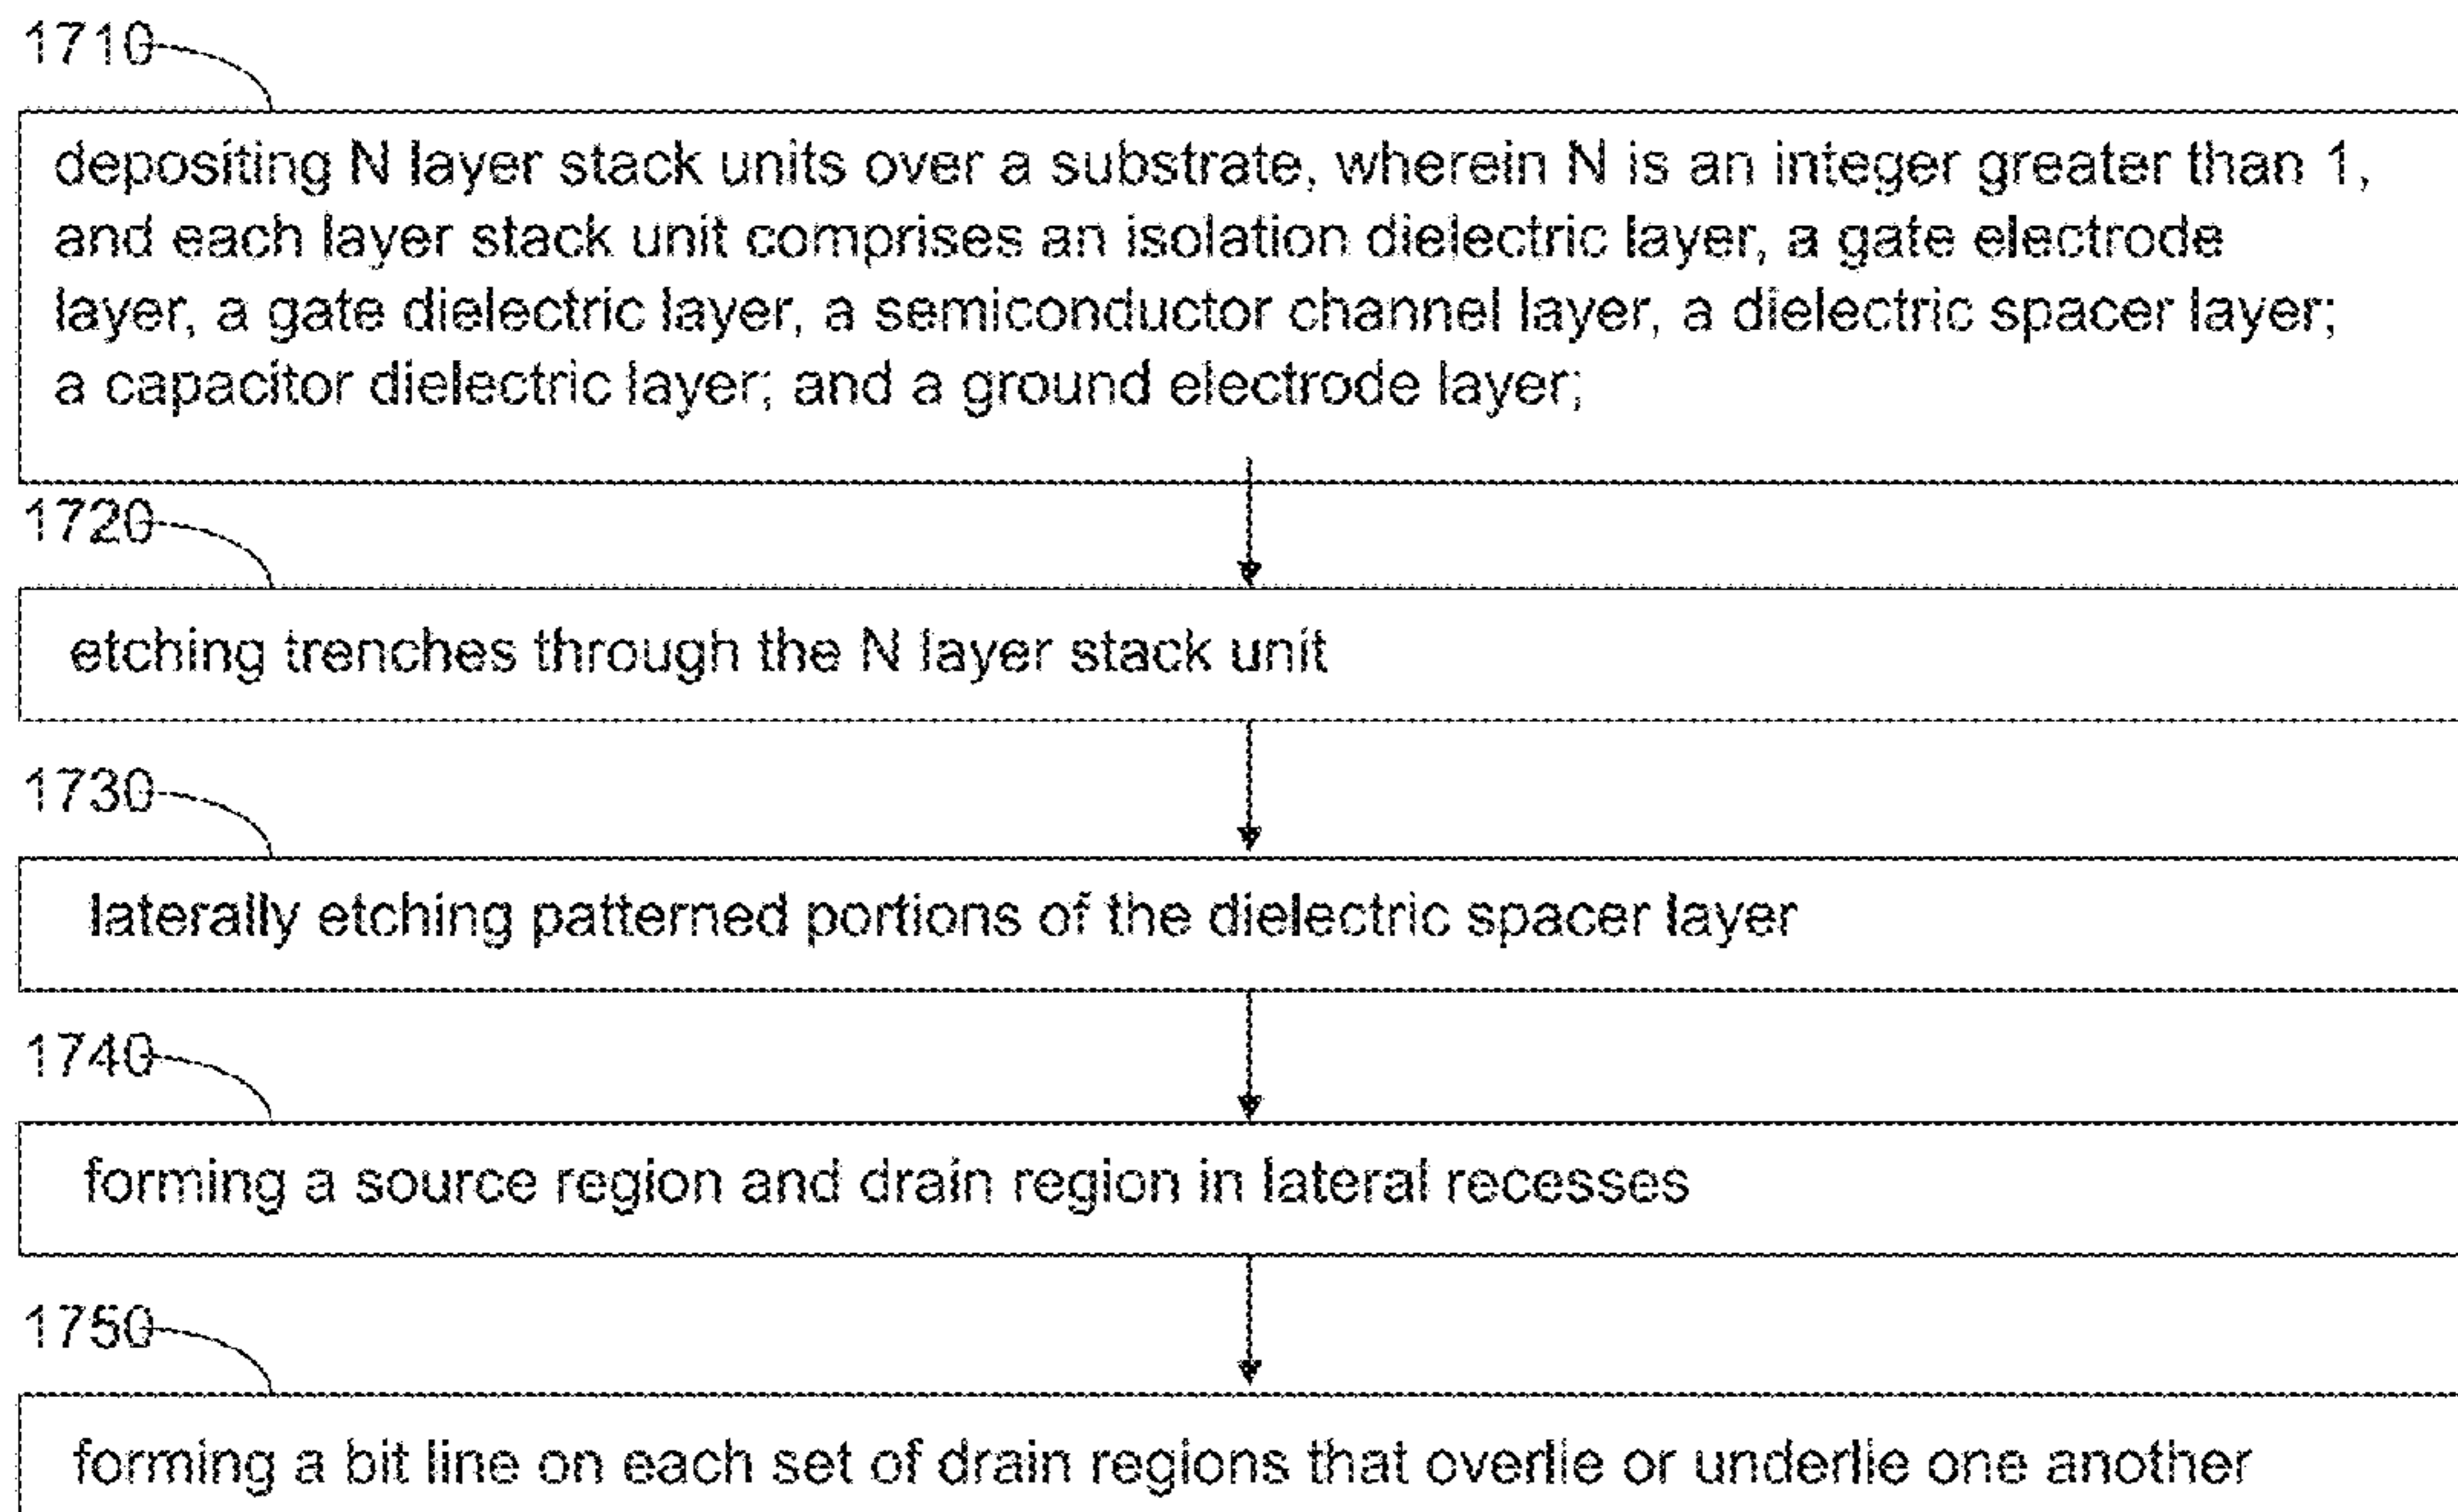 1710
depositing N layer stack units over a substrate, wherein N is an integer greater than 1,
and each layer stack unit comprises an isolation dielectric layer, a gate electrode
layer, a gate dielectric layer, a semiconductor channel layer, a dielectric spacer layer;
a capacitor dielectric layer; and a ground electrode layer;
1720
etching trenches through the N layer stack unit
1730
laterally etching patterned portions of the dielectric spacer layer
1740
forming a source region and drain region in lateral recesses
1750
forming a bit line on each set of drain regions that overlie or underlie one another